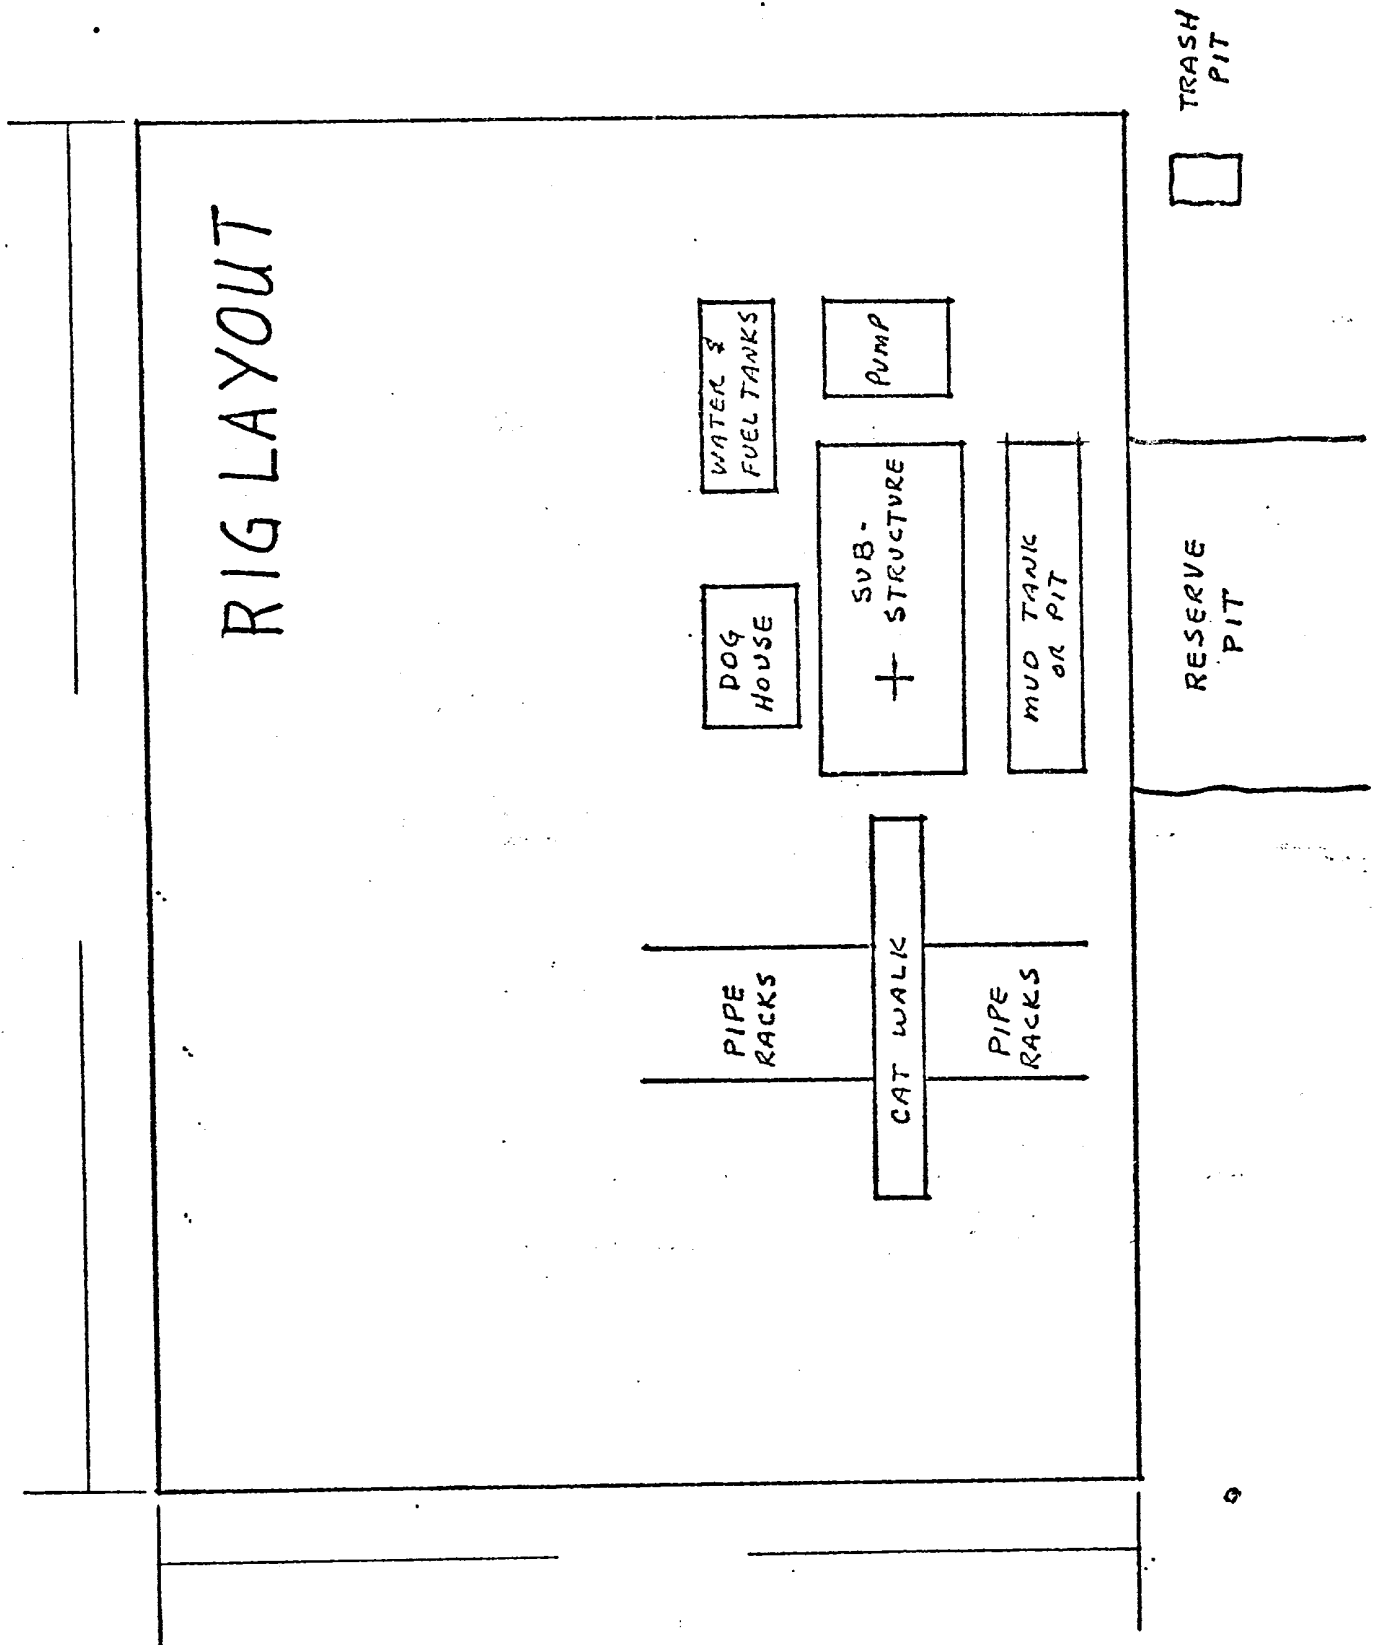 RIG LAYOUT
TRASH
PIT
WATER &
FUEL TANKS
PUMP
DOG
HOUSE
SUB-
STRUCTURE
MUD TANK
OR PIT
RESERVE
PIT
PIPE
RACKS
CAT WALK
PIPE
RACKS